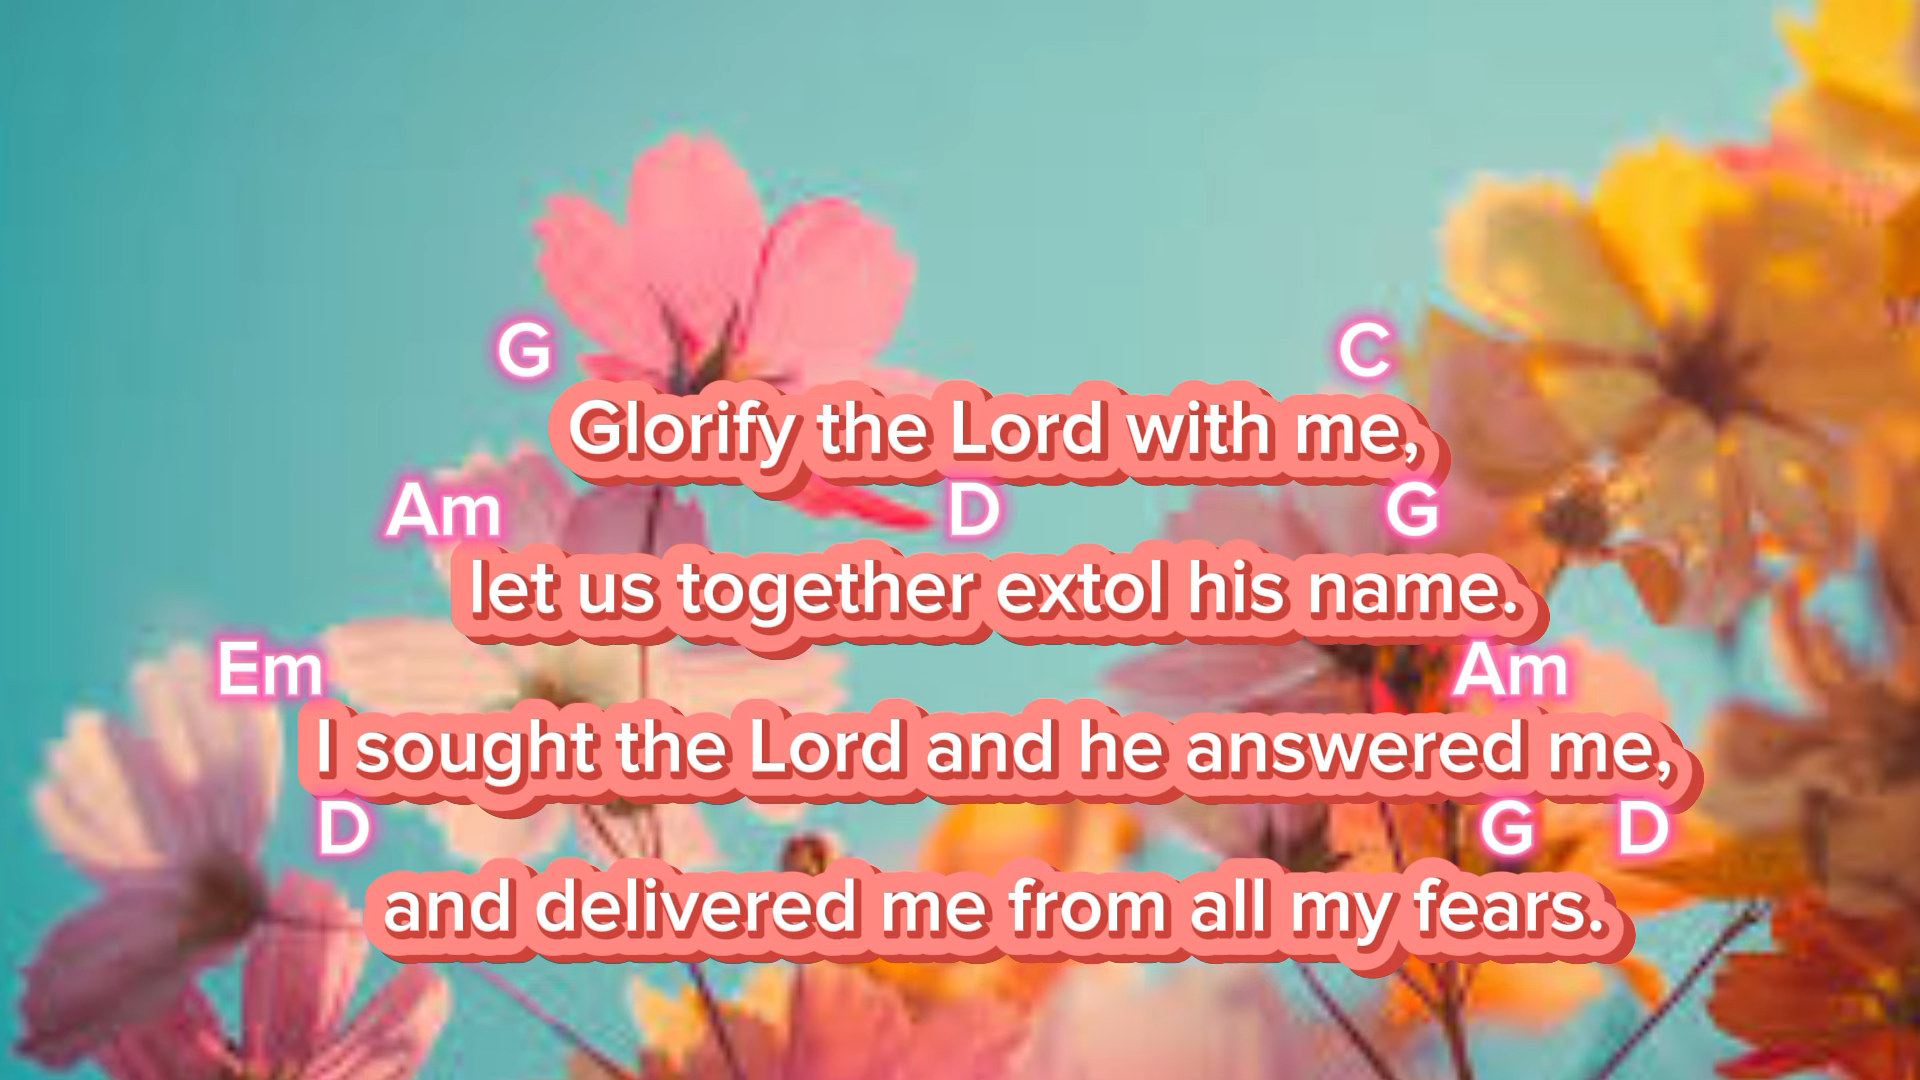 G C
Glorify the Lord with me,
Am D G
let us together extol his name.
Em Am
I sought the Lord and he answered me,
D G D
and delivered me from all my fears.